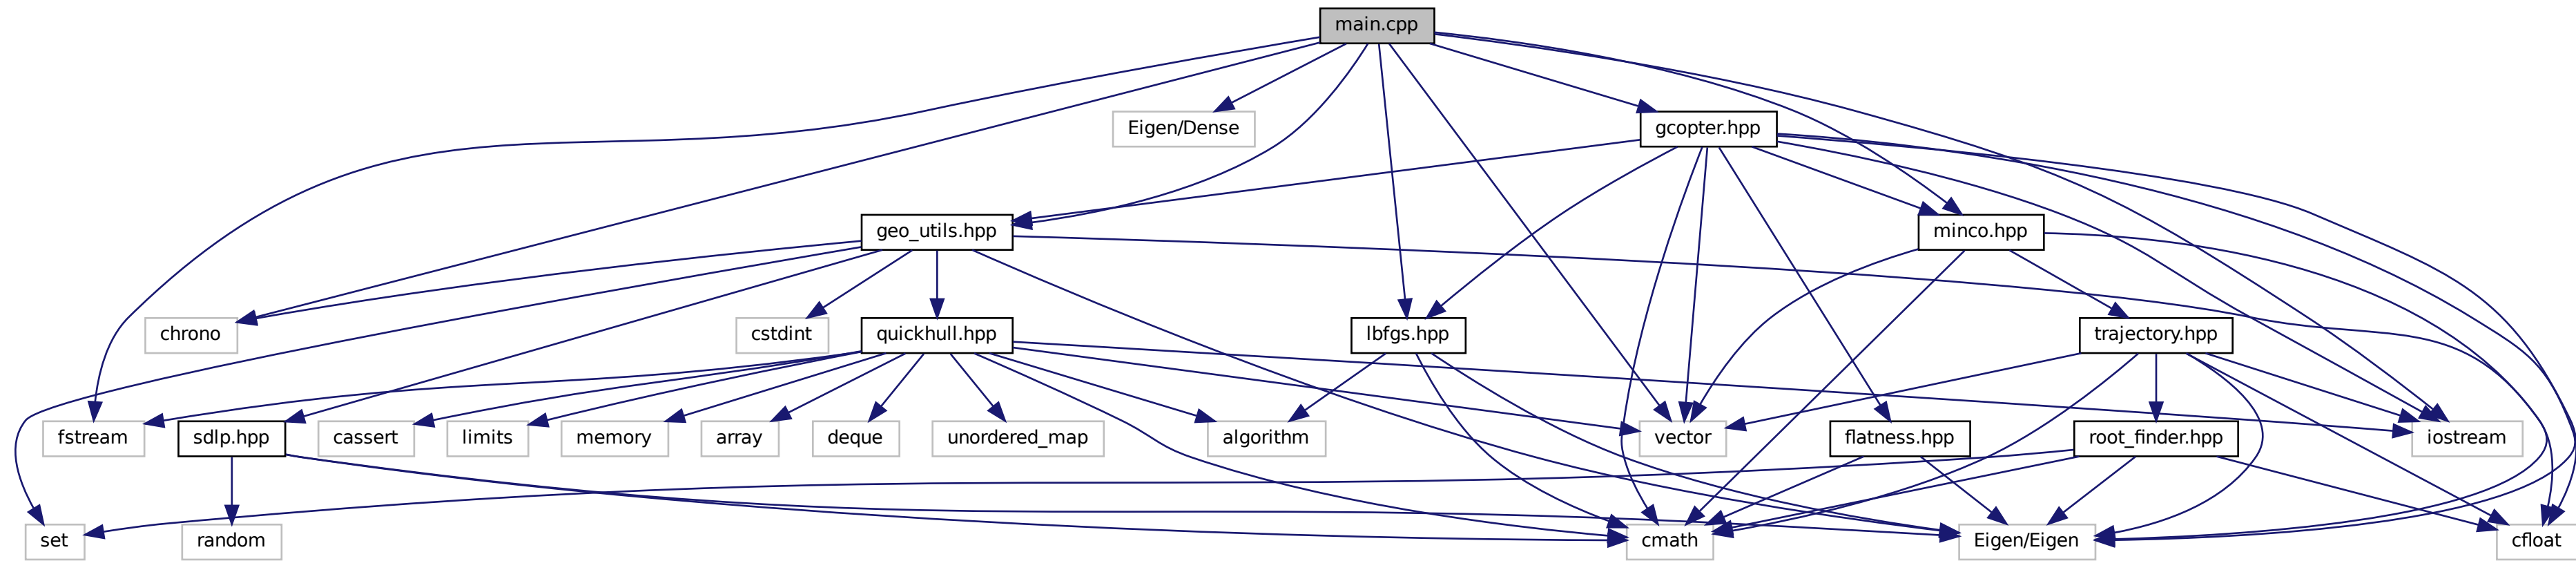 main.cpp
Eigen/Dense
gcopter.hpp
geo_utils.hpp
minco.hpp
chrono
cstdint
quickhull.hpp
lbfgs.hpp
trajectory.hpp
fstream
sdlp.hpp
cassert
limits
memory
array
deque
unordered_map
algorithm
vector
flatness.hpp
root_finder.hpp
iostream
set
random
cmath
Eigen/Eigen
cfloat